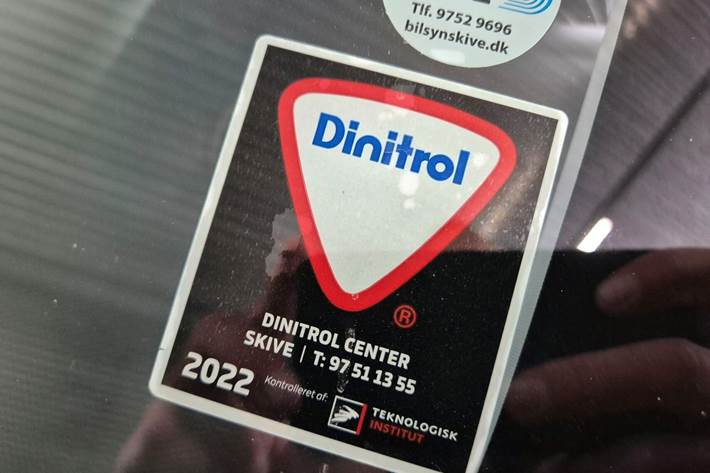 Tlf. 9752 9696
bilsynskive.dk
Dinitrol
®
DINITROL CENTER
SKIVE | T: 97 51 13 55
2022 Kontrolleret af:
TEKNOLOGISK
INSTITUT